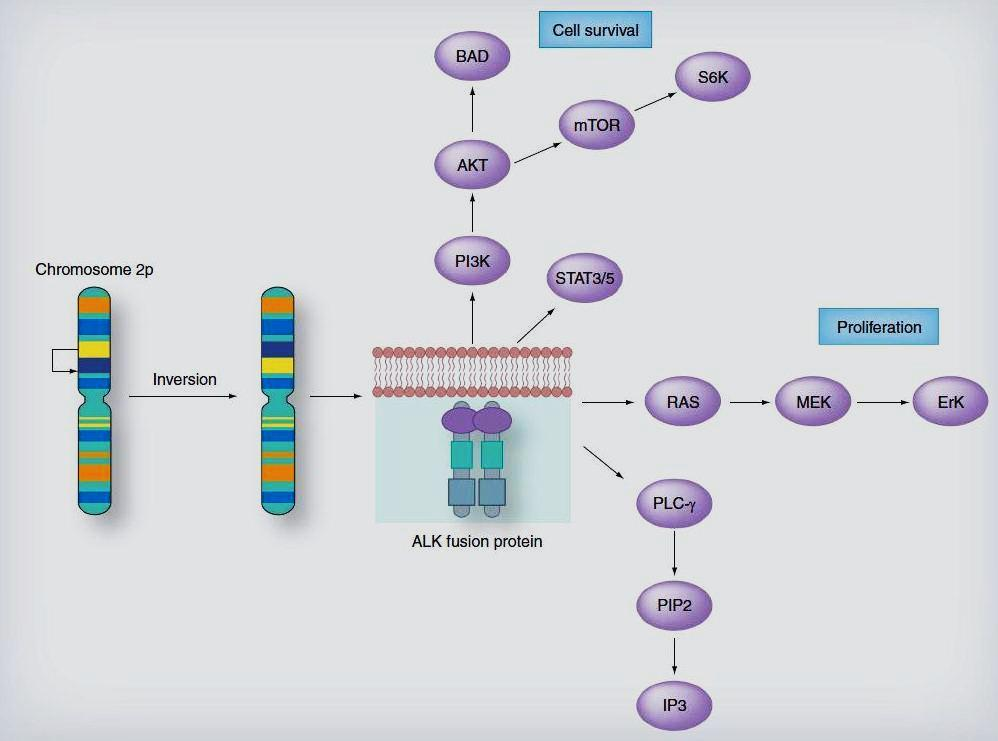 Cell survival
BAD
S6K
mTOR
AKT
PI3K
STAT3/5
Chromosome 2p
Proliferation
Inversion
RAS
MEK
ErK
PLC-γ
ALK fusion protein
PIP2
IP3